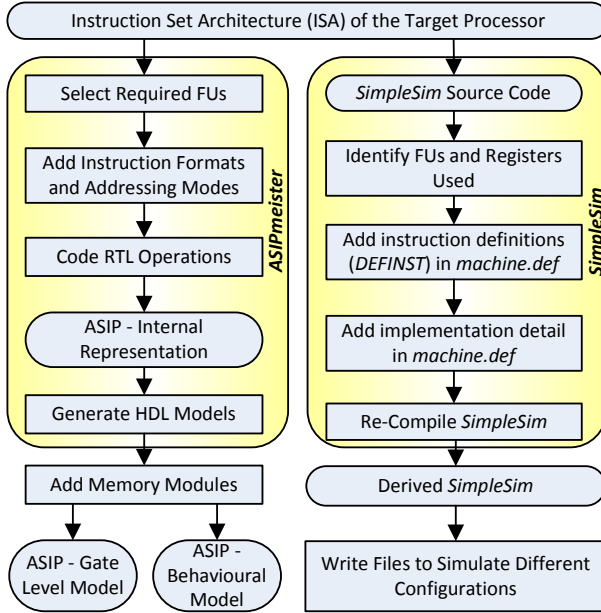 Instruction Set Architecture (ISA) of the Target Processor
Select Required FUs
Add Instruction Formats
and Addressing Modes
Code RTL Operations
ASIP - Internal
Representation
Generate HDL Models
ASIPmeister
Add Memory Modules
ASIP - Gate
Level Model
ASIP -
Behavioural Model
SimpleSim Source Code
Identify FUs and Registers
Used
Add instruction definitions
(DEFINST) in machine.def
Add implementation detail
in machine.def
Re-Compile SimpleSim
SimpleSim
Derived SimpleSim
Write Files to Simulate Different
Configurations